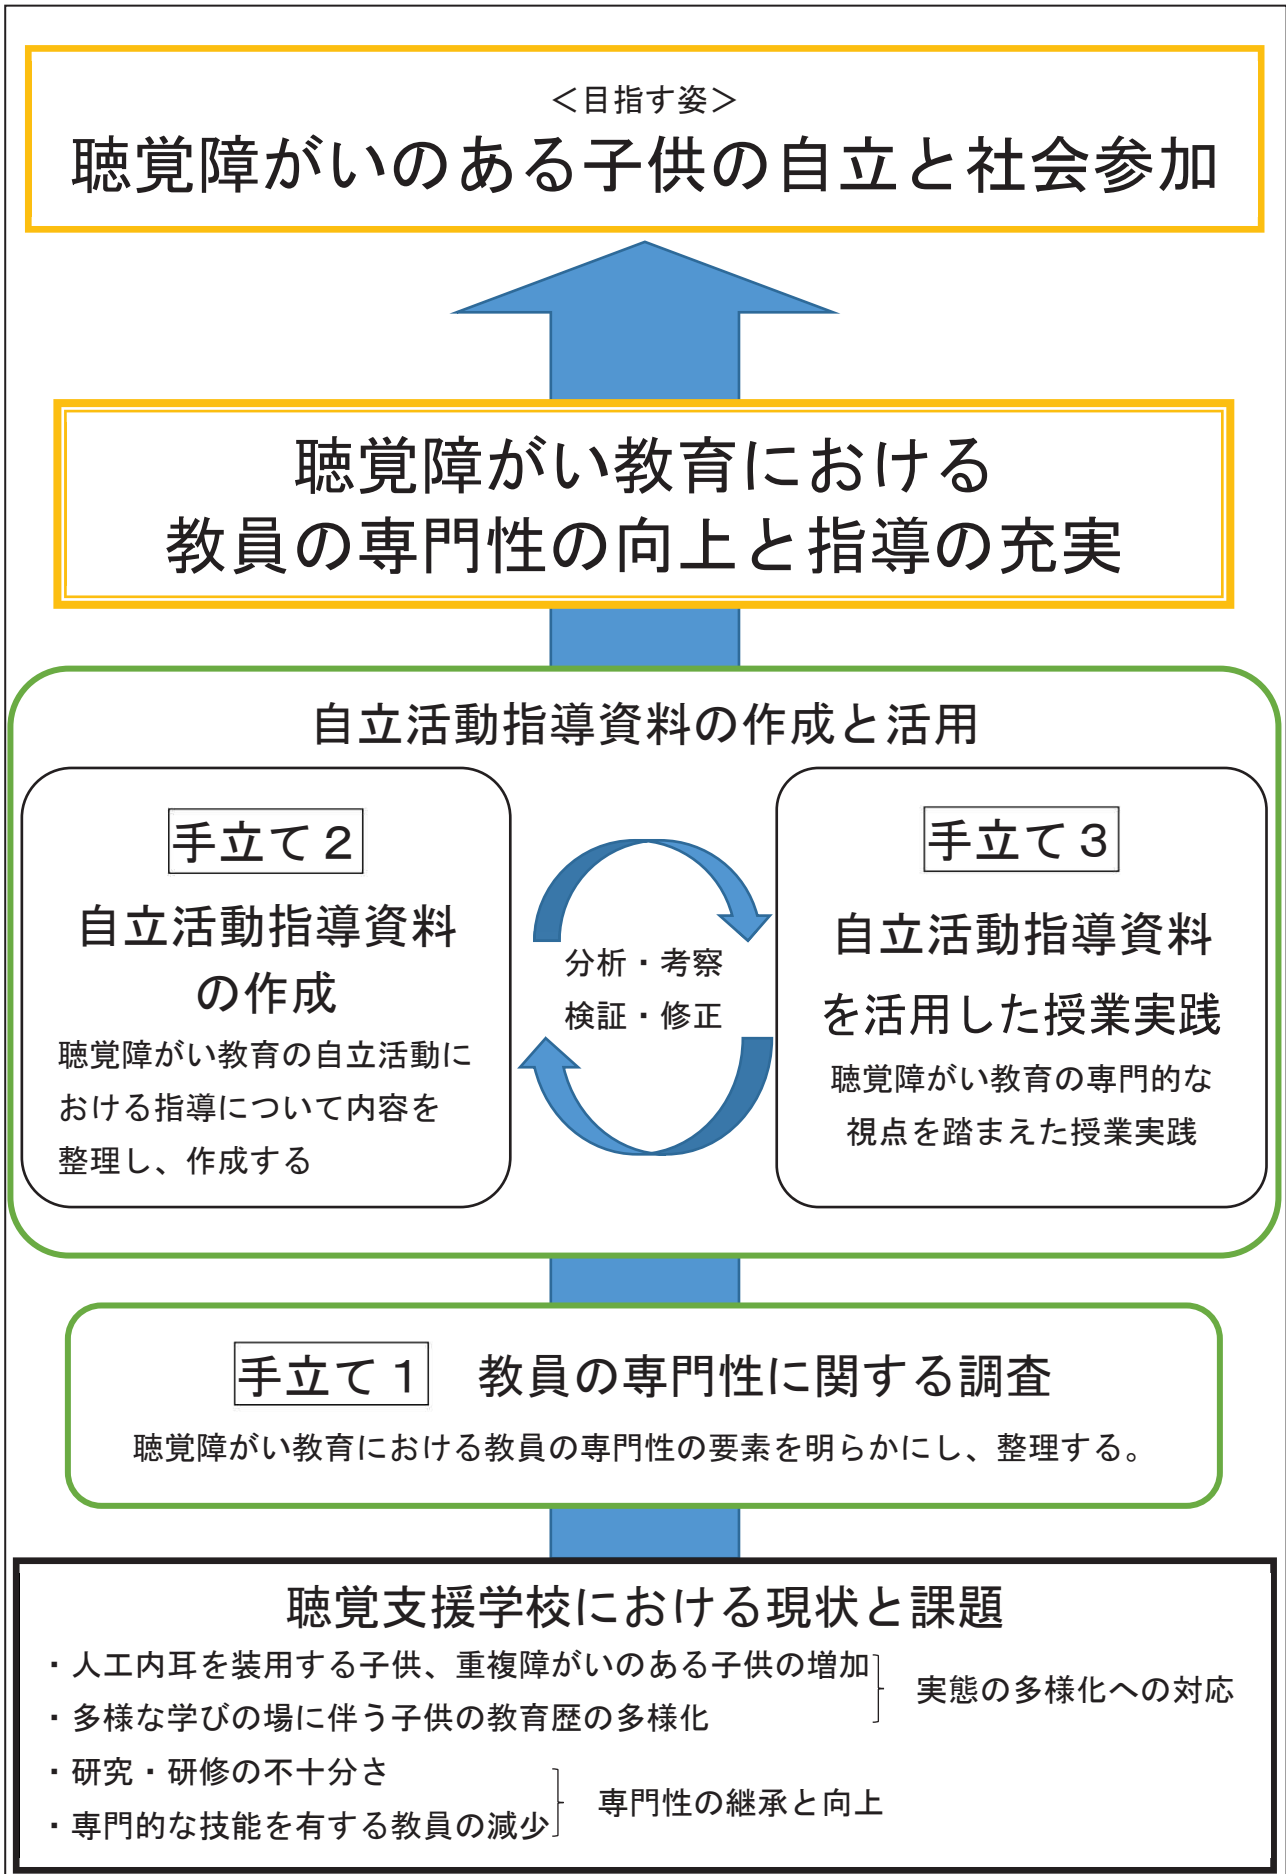 ＜目指す姿＞
聴覚障がいのある子供の自立と社会参加
聴覚障がい教育における
教員の専門性の向上と指導の充実
自立活動指導資料の作成と活用
手立て２
自立活動指導資料
の作成
聴覚障がい教育の自立活動に
おける指導について内容を
整理し、作成する
分析・考察
検証・修正
手立て３
自立活動指導資料
を活用した授業実践
聴覚障がい教育の専門的な
視点を踏まえた授業実践
手立て１　教員の専門性に関する調査
聴覚障がい教育における教員の専門性の要素を明らかにし、整理する。
聴覚支援学校における現状と課題
・人工内耳を装用する子供、重複障がいのある子供の増加
・多様な学びの場に伴う子供の教育歴の多様化
実態の多様化への対応
・研究・研修の不十分さ
・専門的な技能を有する教員の減少
専門性の継承と向上